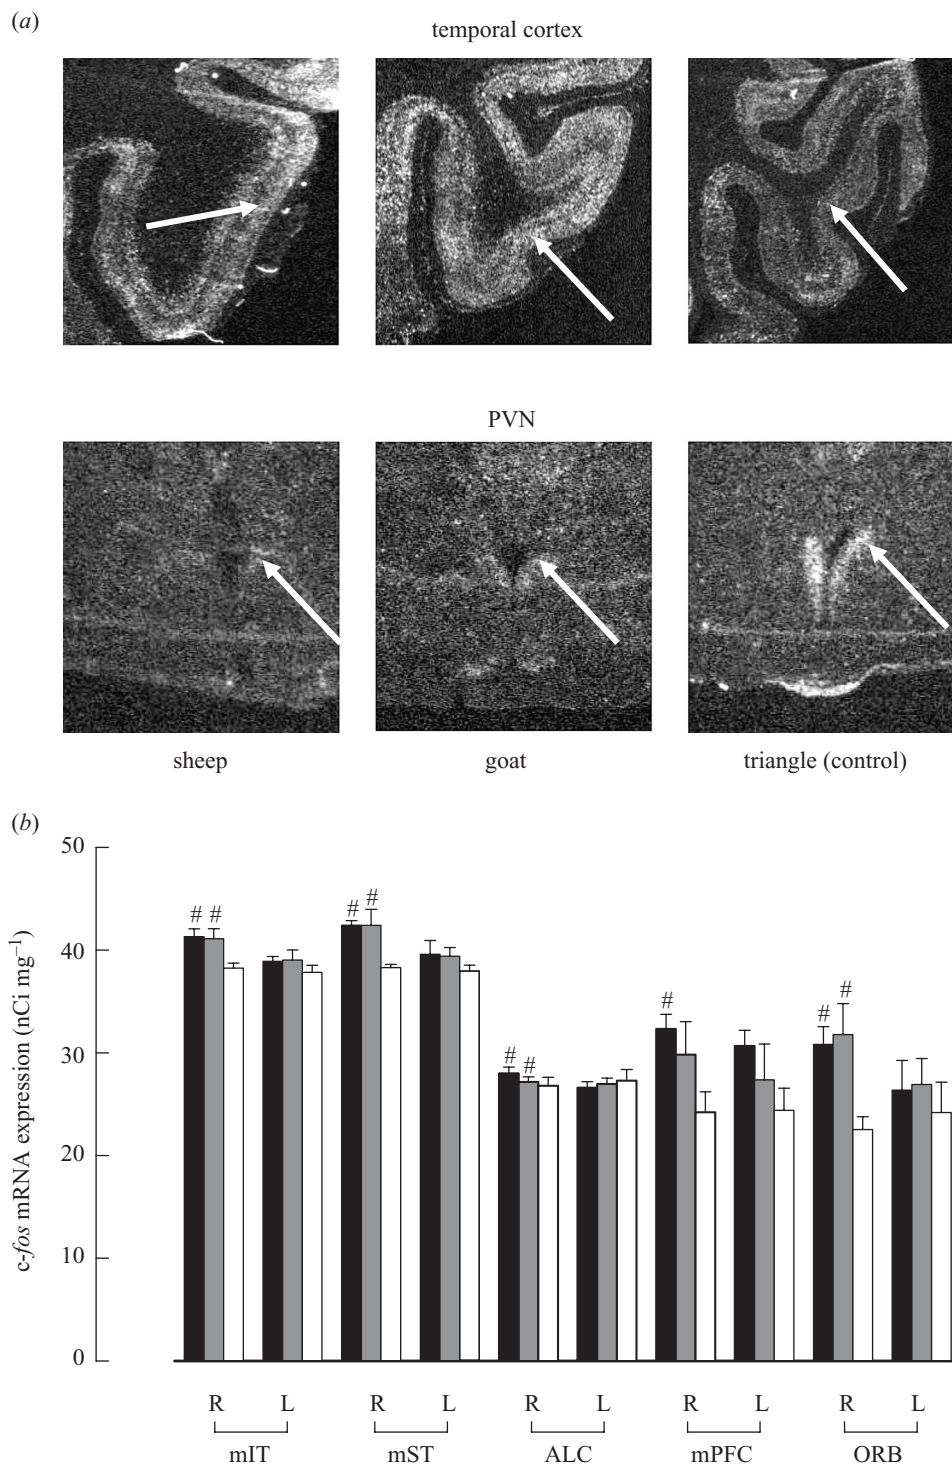 (a)
temporal cortex
PVN
sheep goat triangle (control)
(b)
c-fos mRNA expression (nCi mg⁻¹)
50
40
30
20
10
0
# # # # # # # # #
R L R L R L R L R L
mIT mST ALC mPFC ORB